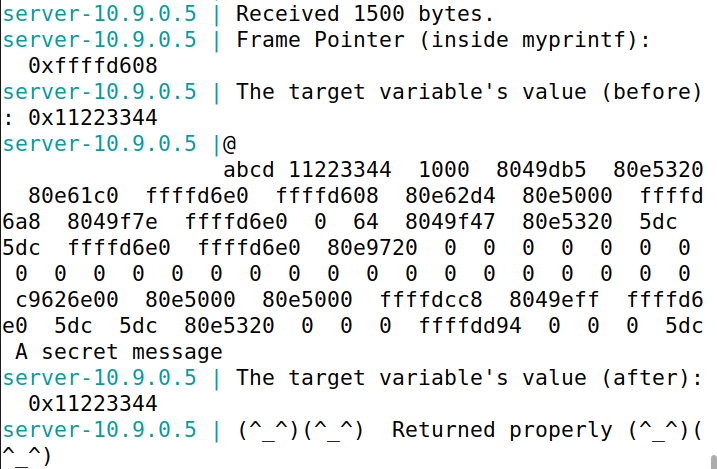 server-10.9.0.5 | Received 1500 bytes.
server-10.9.0.5 | Frame Pointer (inside myprintf):
  0xffffd608
server-10.9.0.5 | The target variable's value (before)
: 0x11223344
server-10.9.0.5 |@
                 abcd 11223344  1000  8049db5  80e5320
  80e61c0  ffffd6e0  ffffd608  80e62d4  80e5000  ffffd
6a8  8049f7e  ffffd6e0  0  64  8049f47  80e5320  5dc
5dc  ffffd6e0  ffffd6e0  80e9720  0  0  0  0  0  0  0
 0  0  0  0  0  0  0  0  0  0  0  0  0  0  0  0  0  0
 c9626e00  80e5000  80e5000  ffffdcc8  8049eff  ffffd6
e0  5dc  5dc  80e5320  0  0  0  ffffdd94  0  0  0  5dc
 A secret message
server-10.9.0.5 | The target variable's value (after):
  0x11223344
server-10.9.0.5 | (^_^)(^_^)  Returned properly (^_^)(
^_^)